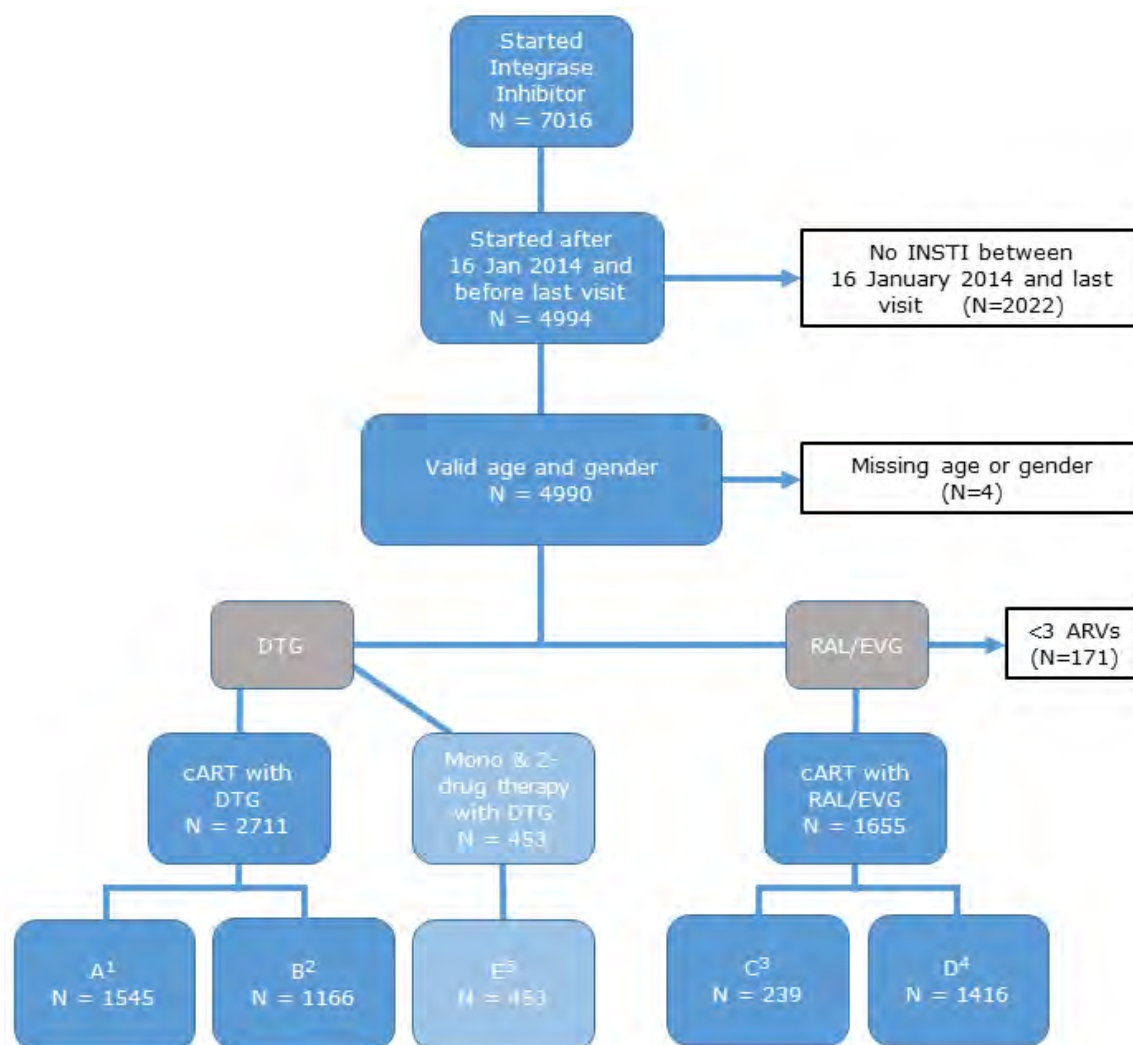 Started
Integrase
Inhibitor
N = 7016
Started after
16 Jan 2014 and
before last visit
N = 4994
No INSTI between
16 January 2014 and last
visit (N=2022)
Valid age and gender
N = 4990
Missing age or gender
(N=4)
DTG
RAL/EVG
<3 ARVs
(N=171)
cART with
DTG
N = 2711
Mono & 2-
drug therapy
with DTG
N = 453
cART with
RAL/EVG
N = 1655
A¹
N = 1545
B²
N = 1166
E⁵
N = 453
C³
N = 239
D⁴
N = 1416